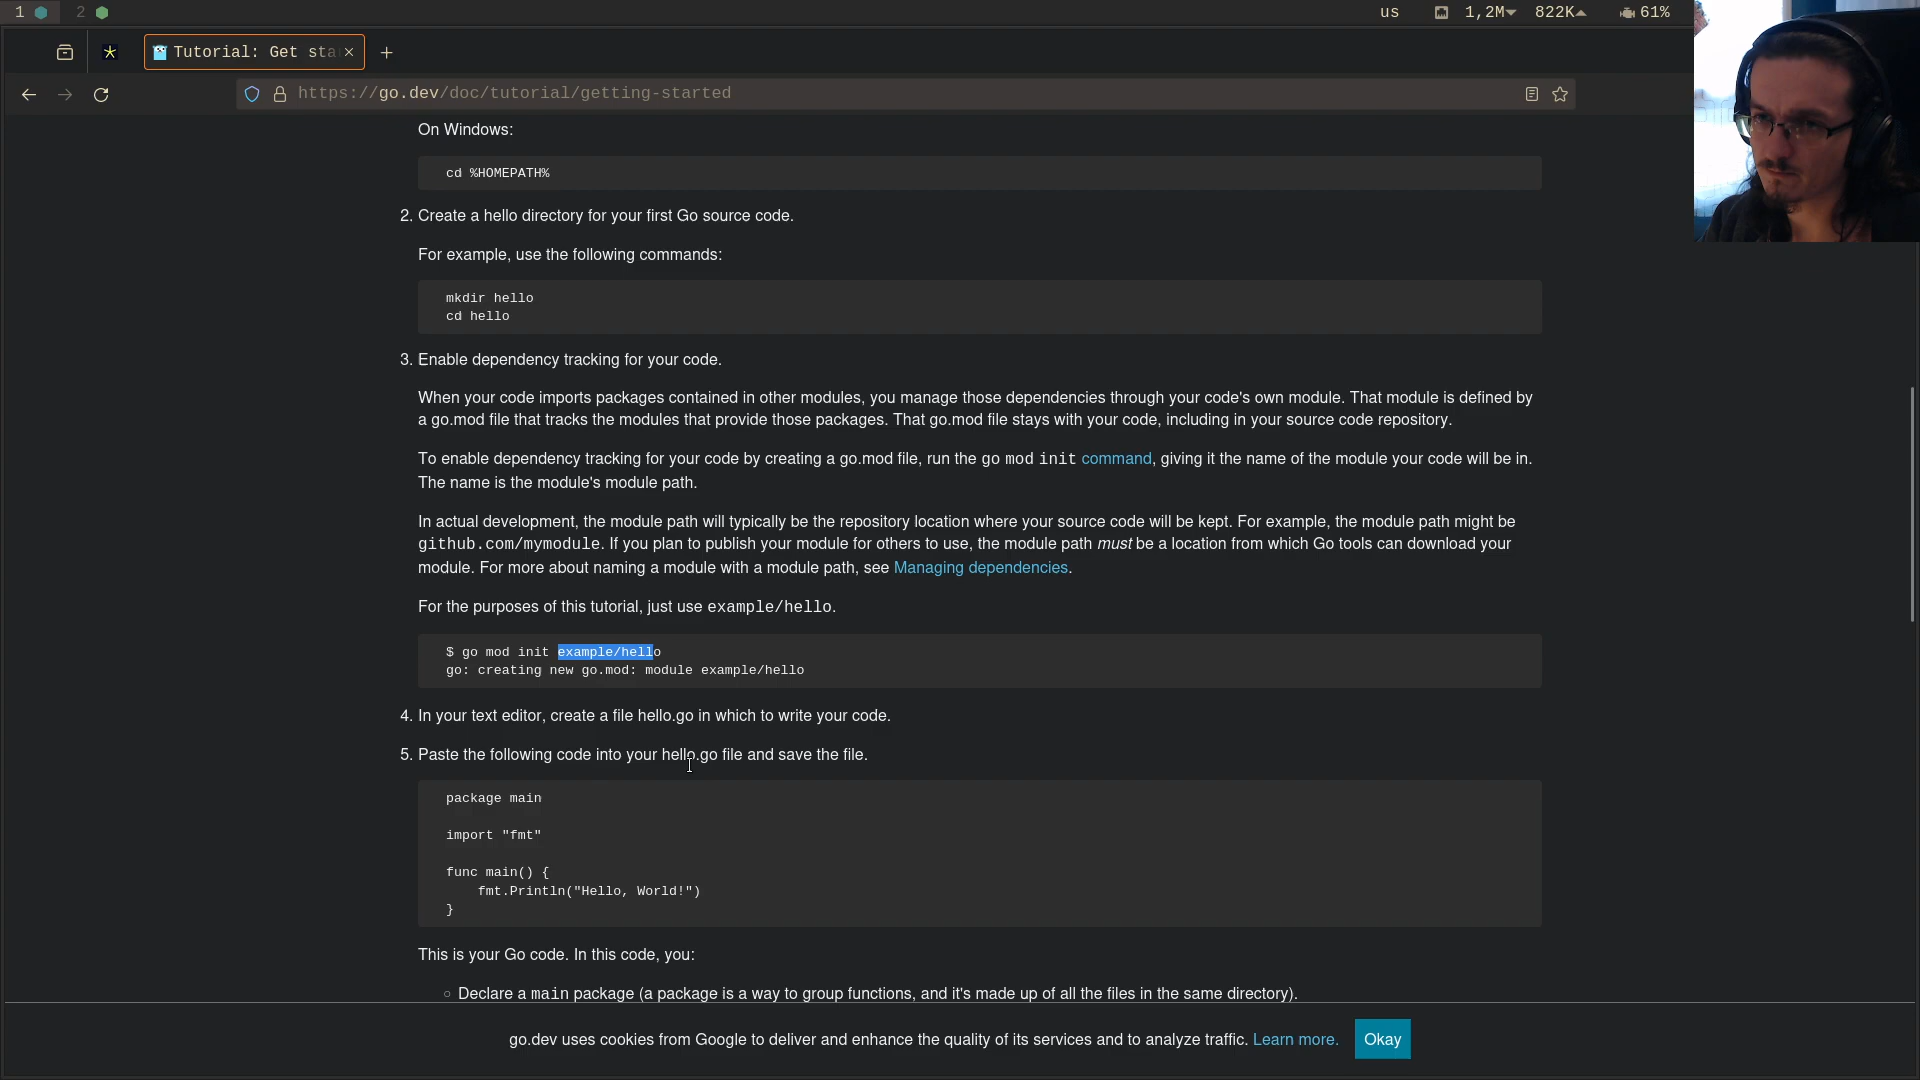 1 2 us 1,2M 822K 61%
Tutorial: Get sta
https://go.dev/doc/tutorial/getting-started
On Windows:
cd %HOMEPATH%
2. Create a hello directory for your first Go source code.
For example, use the following commands:
mkdir hello
cd hello
3. Enable dependency tracking for your code.
When your code imports packages contained in other modules, you manage those dependencies through your code's own module. That module is defined by
a go.mod file that tracks the modules that provide those packages. That go.mod file stays with your code, including in your source code repository.
To enable dependency tracking for your code by creating a go.mod file, run the go mod init command, giving it the name of the module your code will be in.
The name is the module's module path.
In actual development, the module path will typically be the repository location where your source code will be kept. For example, the module path might be
github.com/mymodule. If you plan to publish your module for others to use, the module path must be a location from which Go tools can download your
module. For more about naming a module with a module path, see Managing dependencies.
For the purposes of this tutorial, just use example/hello.
$ go mod init example/hello
go: creating new go.mod: module example/hello
4. In your text editor, create a file hello.go in which to write your code.
5. Paste the following code into your hello.go file and save the file.
package main
import "fmt"
func main() {
fmt.Println("Hello, World!")
}
This is your Go code. In this code, you:
○ Declare a main package (a package is a way to group functions, and it's made up of all the files in the same directory).
go.dev uses cookies from Google to deliver and enhance the quality of its services and to analyze traffic. Learn more. Okay